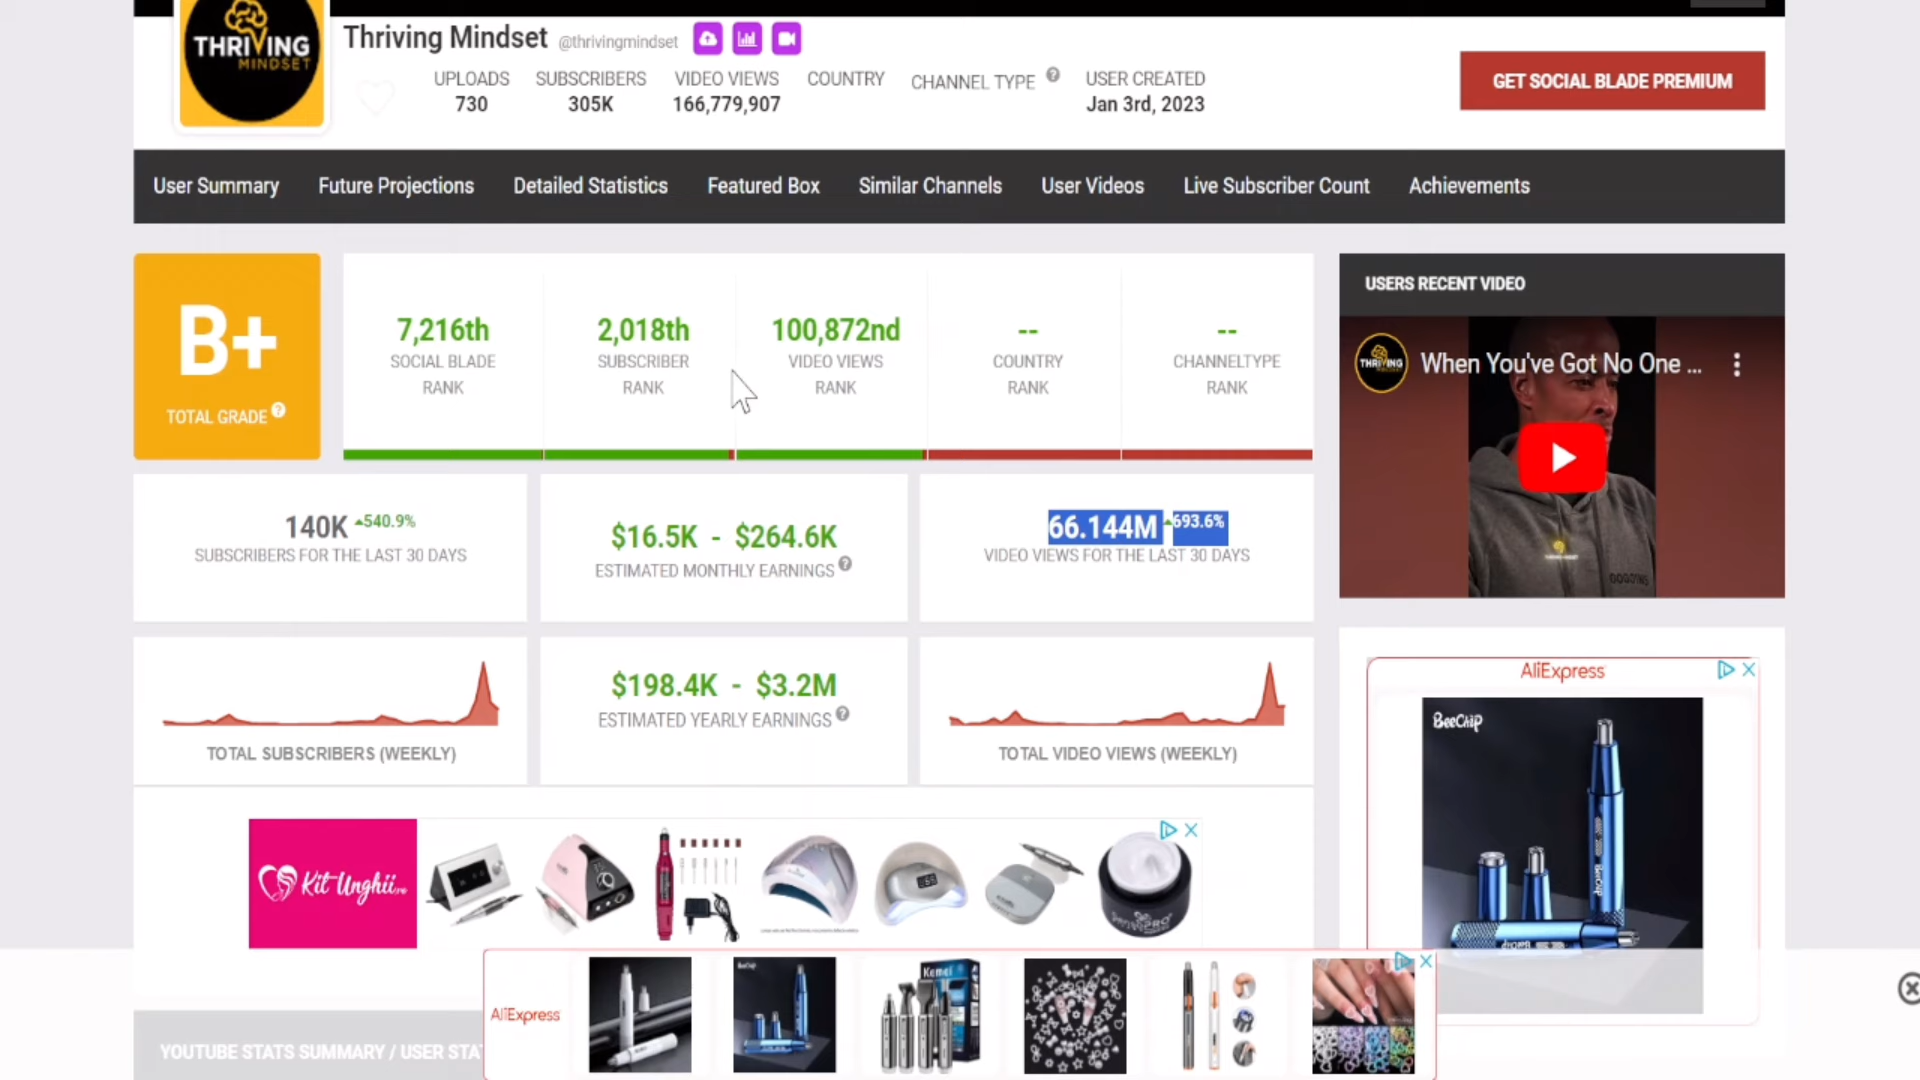 THRIVING
MINDSET
Thriving Mindset @thrivingmindset
UPLOADS
730
SUBSCRIBERS
305K
VIDEO VIEWS
166,779,907
COUNTRY
CHANNEL TYPE
USER CREATED
Jan 3rd, 2023
GET SOCIAL BLADE PREMIUM
User Summary
Future Projections
Detailed Statistics
Featured Box
Similar Channels
User Videos
Live Subscriber Count
Achievements
B+
TOTAL GRADE
7,216th
SOCIAL BLADE
RANK
2,018th
SUBSCRIBER
RANK
100,872nd
VIDEO VIEWS
RANK
--
COUNTRY
RANK
--
CHANNELTYPE
RANK
USERS RECENT VIDEO
THRIVING
When You've Got No One ...
140K 540.9%
SUBSCRIBERS FOR THE LAST 30 DAYS
$16.5K - $264.6K
ESTIMATED MONTHLY EARNINGS
66.144M 693.6%
VIDEO VIEWS FOR THE LAST 30 DAYS
TOTAL SUBSCRIBERS (WEEKLY)
$198.4K - $3.2M
ESTIMATED YEARLY EARNINGS
TOTAL VIDEO VIEWS (WEEKLY)
AliExpress
BeeChip
Kit Unghii.ro
AliExpress
Kemei
YOUTUBE STATS SUMMARY / USER STA